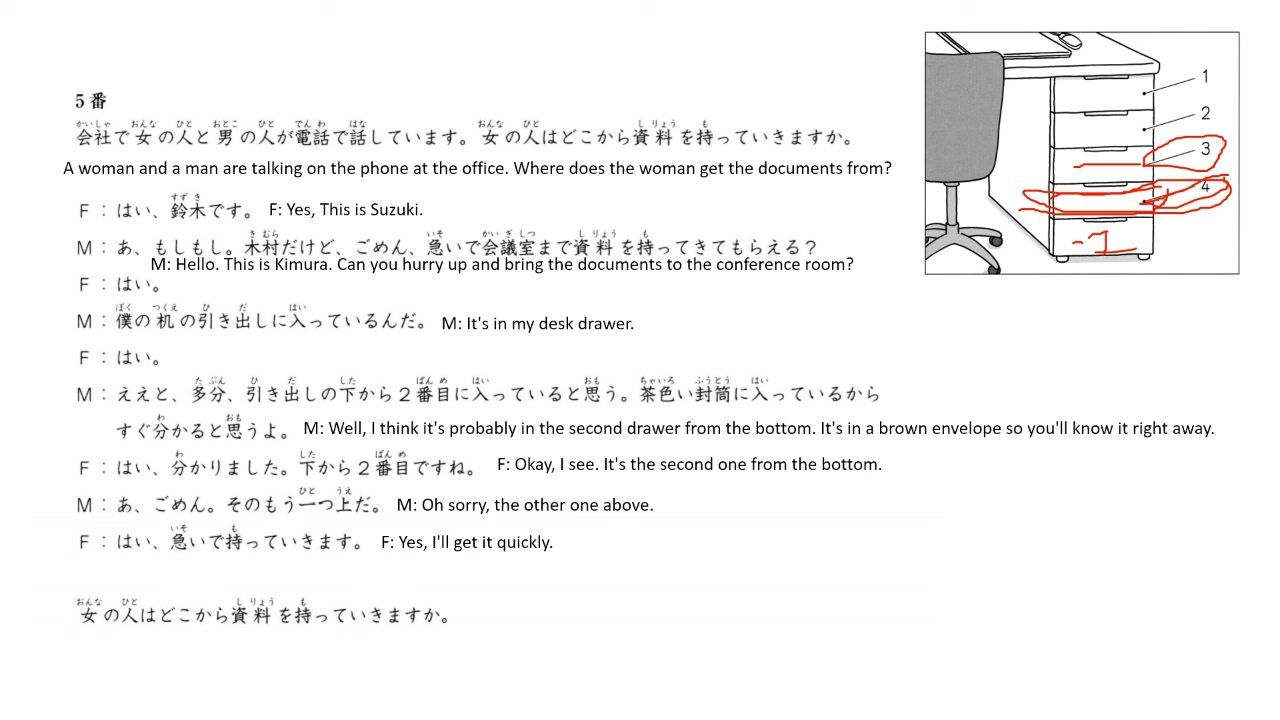 5番
会社で女の人と男の人が電話で話しています。女の人はどこから資料を持っていきますか。
A woman and a man are talking on the phone at the office. Where does the woman get the documents from?
F：はい、鈴木です。 F: Yes, This is Suzuki.
M：あ、もしもし。木村だけど、ごめん、急いで会議室まで資料を持ってきてもらえる？
M: Hello. This is Kimura. Can you hurry up and bring the documents to the conference room?
F：はい。
M：僕の机の引き出しに入っているんだ。 M: It's in my desk drawer.
F：はい。
M：ええと、多分、引き出しの下から２番目に入っていると思う。茶色い封筒に入っているから
すぐ分かると思うよ。 M: Well, I think it's probably in the second drawer from the bottom. It's in a brown envelope so you'll know it right away.
F：はい、分かりました。下から２番目ですね。 F: Okay, I see. It's the second one from the bottom.
M：あ、ごめん。そのもう一つ上だ。 M: Oh sorry, the other one above.
F：はい、急いで持っていきます。 F: Yes, I'll get it quickly.
女の人はどこから資料を持っていきますか。
1
2
3
4
-1